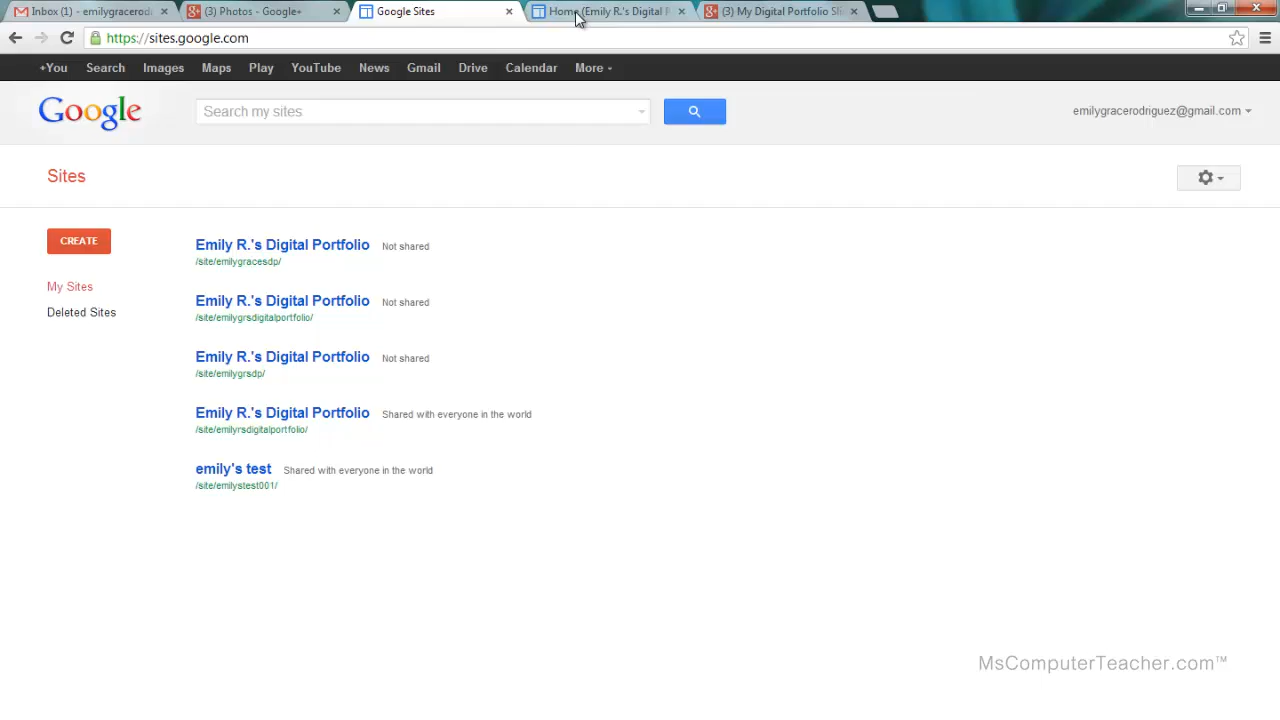 Inbox (1) - emilygracerodr
(3) Photos - Google+
Google Sites
Home (Emily R.'s Digital P
(3) My Digital Portfolio Sli
https://sites.google.com
+You Search Images Maps Play YouTube News Gmail Drive Calendar More
Google
Search my sites
emilygracerodriguez@gmail.com
Sites
CREATE
My Sites
Deleted Sites
Emily R.'s Digital Portfolio Not shared
/site/emilygracesdp/
Emily R.'s Digital Portfolio Not shared
/site/emilygrsdigitalportfolio/
Emily R.'s Digital Portfolio Not shared
/site/emilygrsdp/
Emily R.'s Digital Portfolio Shared with everyone in the world
/site/emilyrsdigitalportfolio/
emily's test Shared with everyone in the world
/site/emilystest001/
MsComputerTeacher.com™